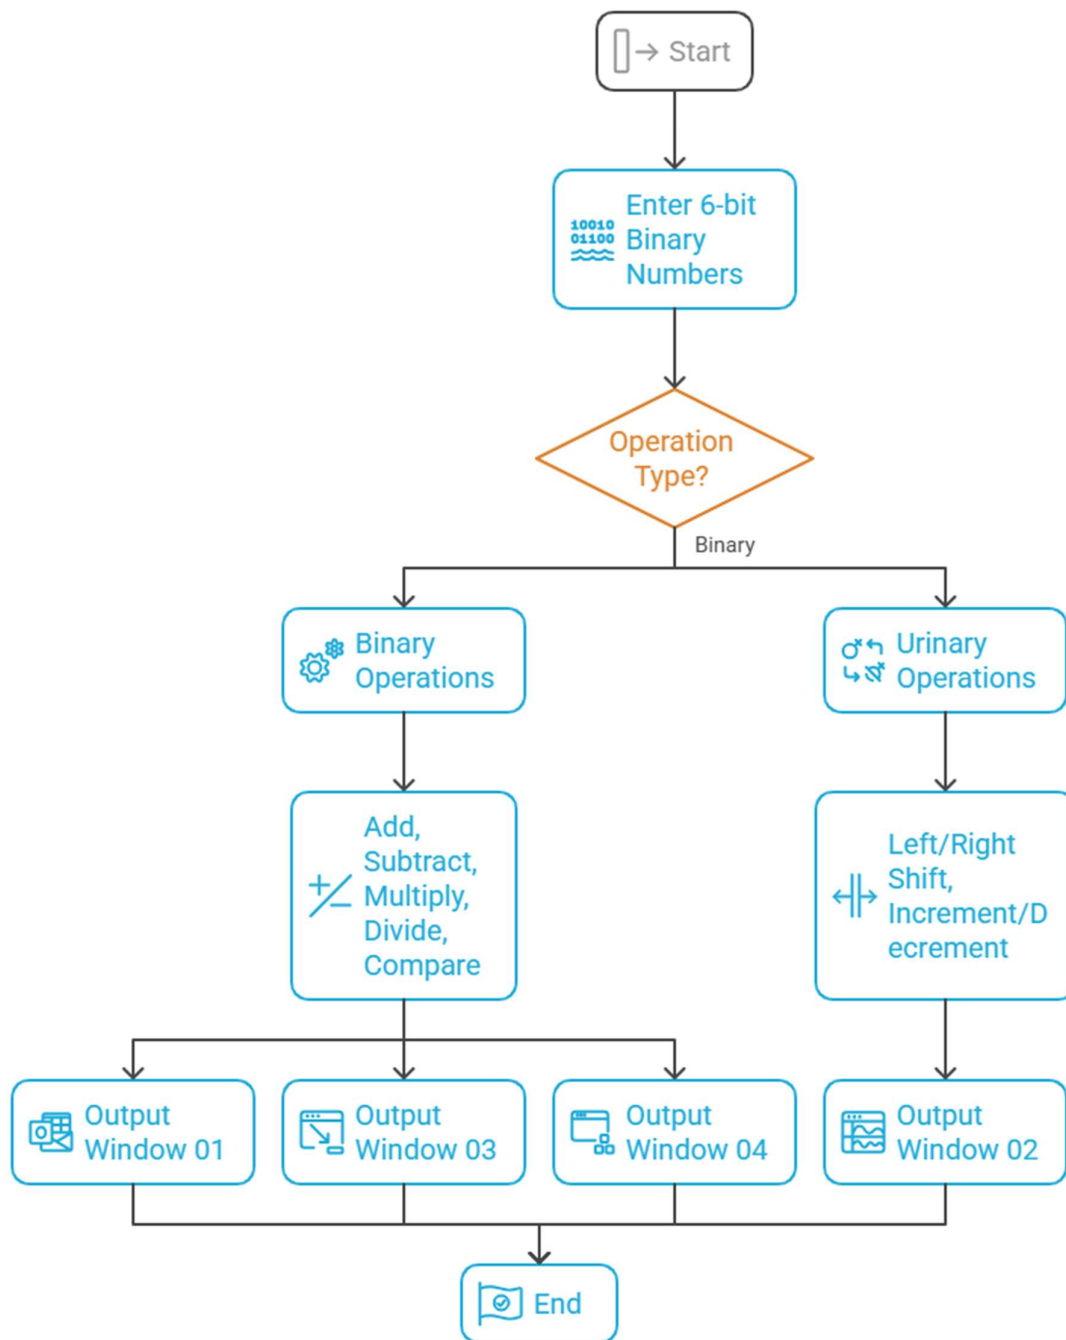 Start
10010
01100
Enter 6-bit
Binary
Numbers
Operation
Type?
Binary
Binary
Operations
Urinary
Operations
Add,
Subtract,
Multiply,
Divide,
Compare
Left/Right
Shift,
Increment/D
ecrement
Output
Window 01
Output
Window 03
Output
Window 04
Output
Window 02
End